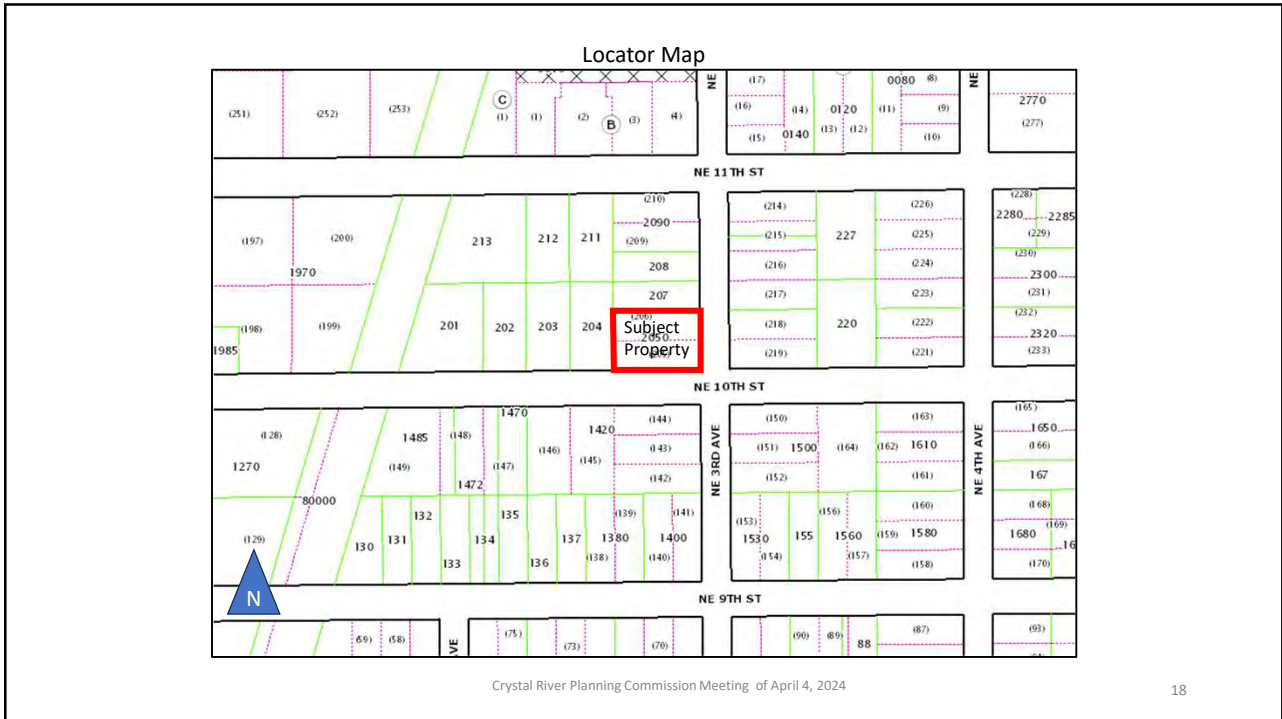 Locator Map
NE
NE
(17) 0080 (8)
(251) (252) (253) C (1) (1) (2) B (3) (4)
(16) (14) 0120 (11) (9)
2770
(15) 0140 (13) (12) (10)
(277)
NE 11TH ST
(210) (214) (226) (228)
2090 2280 2285
(197) (200) 213 212 211 (209) (215) 227 (225) (229)
208 (216) (224) (230)
1970 2300
207 (217) (223) (231)
(198) (199) 201 202 203 204 (206) (218) 220 (222) (232)
1985 2050 (219) (221) 2320
(233)
Subject
Property
NE 10TH ST
(128) 1485 (148) 1470 (146) 1420 (144) (150) (163) (165)
1650
1270 (149) (147) (145) (143) (151) 1500 (164) (162) 1610 (166)
1472 (142) (152) (161) 167
NE 3RD AVE
NE 4TH AVE
80000
(129) 130 131 132 133 134 135 136 137 (138) (139) 1380 (140) (141) 1400
(153) 1530 (154) 155 (156) 1560 (157) (159) (160) 1580 (158)
(168) (169) 1680 16 (170)
N
NE 9TH ST
(69) (58) AVE (75) (73) (70) (90) (89) 88 (87) (93)
Crystal River Planning Commission Meeting of April 4, 2024
18